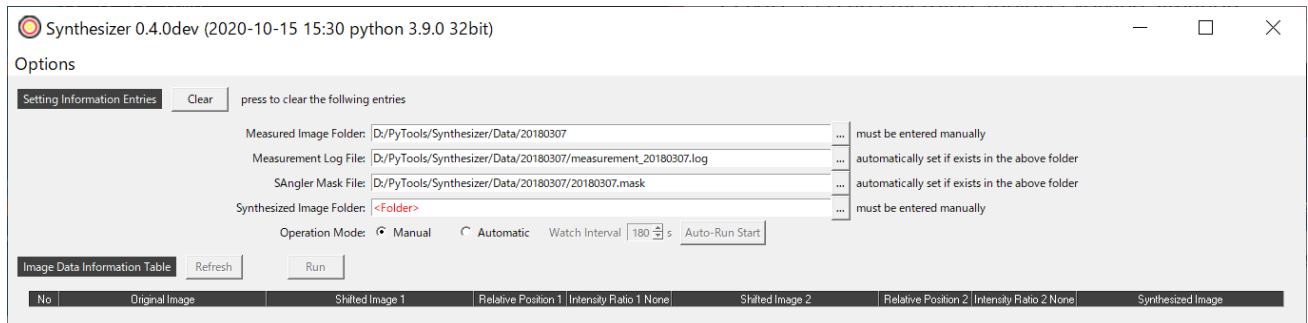 Synthesizer 0.4.0dev (2020-10-15 15:30 python 3.9.0 32bit)
Options
Setting Information Entries Clear press to clear the follwing entries
Measured Image Folder: D:/PyTools/Synthesizer/Data/20180307 ... must be entered manually
Measurement Log File: D:/PyTools/Synthesizer/Data/20180307/measurement_20180307.log ... automatically set if exists in the above folder
SAngler Mask File: D:/PyTools/Synthesizer/Data/20180307/20180307.mask ... automatically set if exists in the above folder
Synthesized Image Folder: <Folder> ... must be entered manually
Operation Mode: Manual Automatic Watch Interval 180 s Auto-Run Start
Image Data Information Table Refresh Run
No Original Image Shifted Image 1 Relative Position 1 Intensity Ratio 1 None Shifted Image 2 Relative Position 2 Intensity Ratio 2 None Synthesized Image